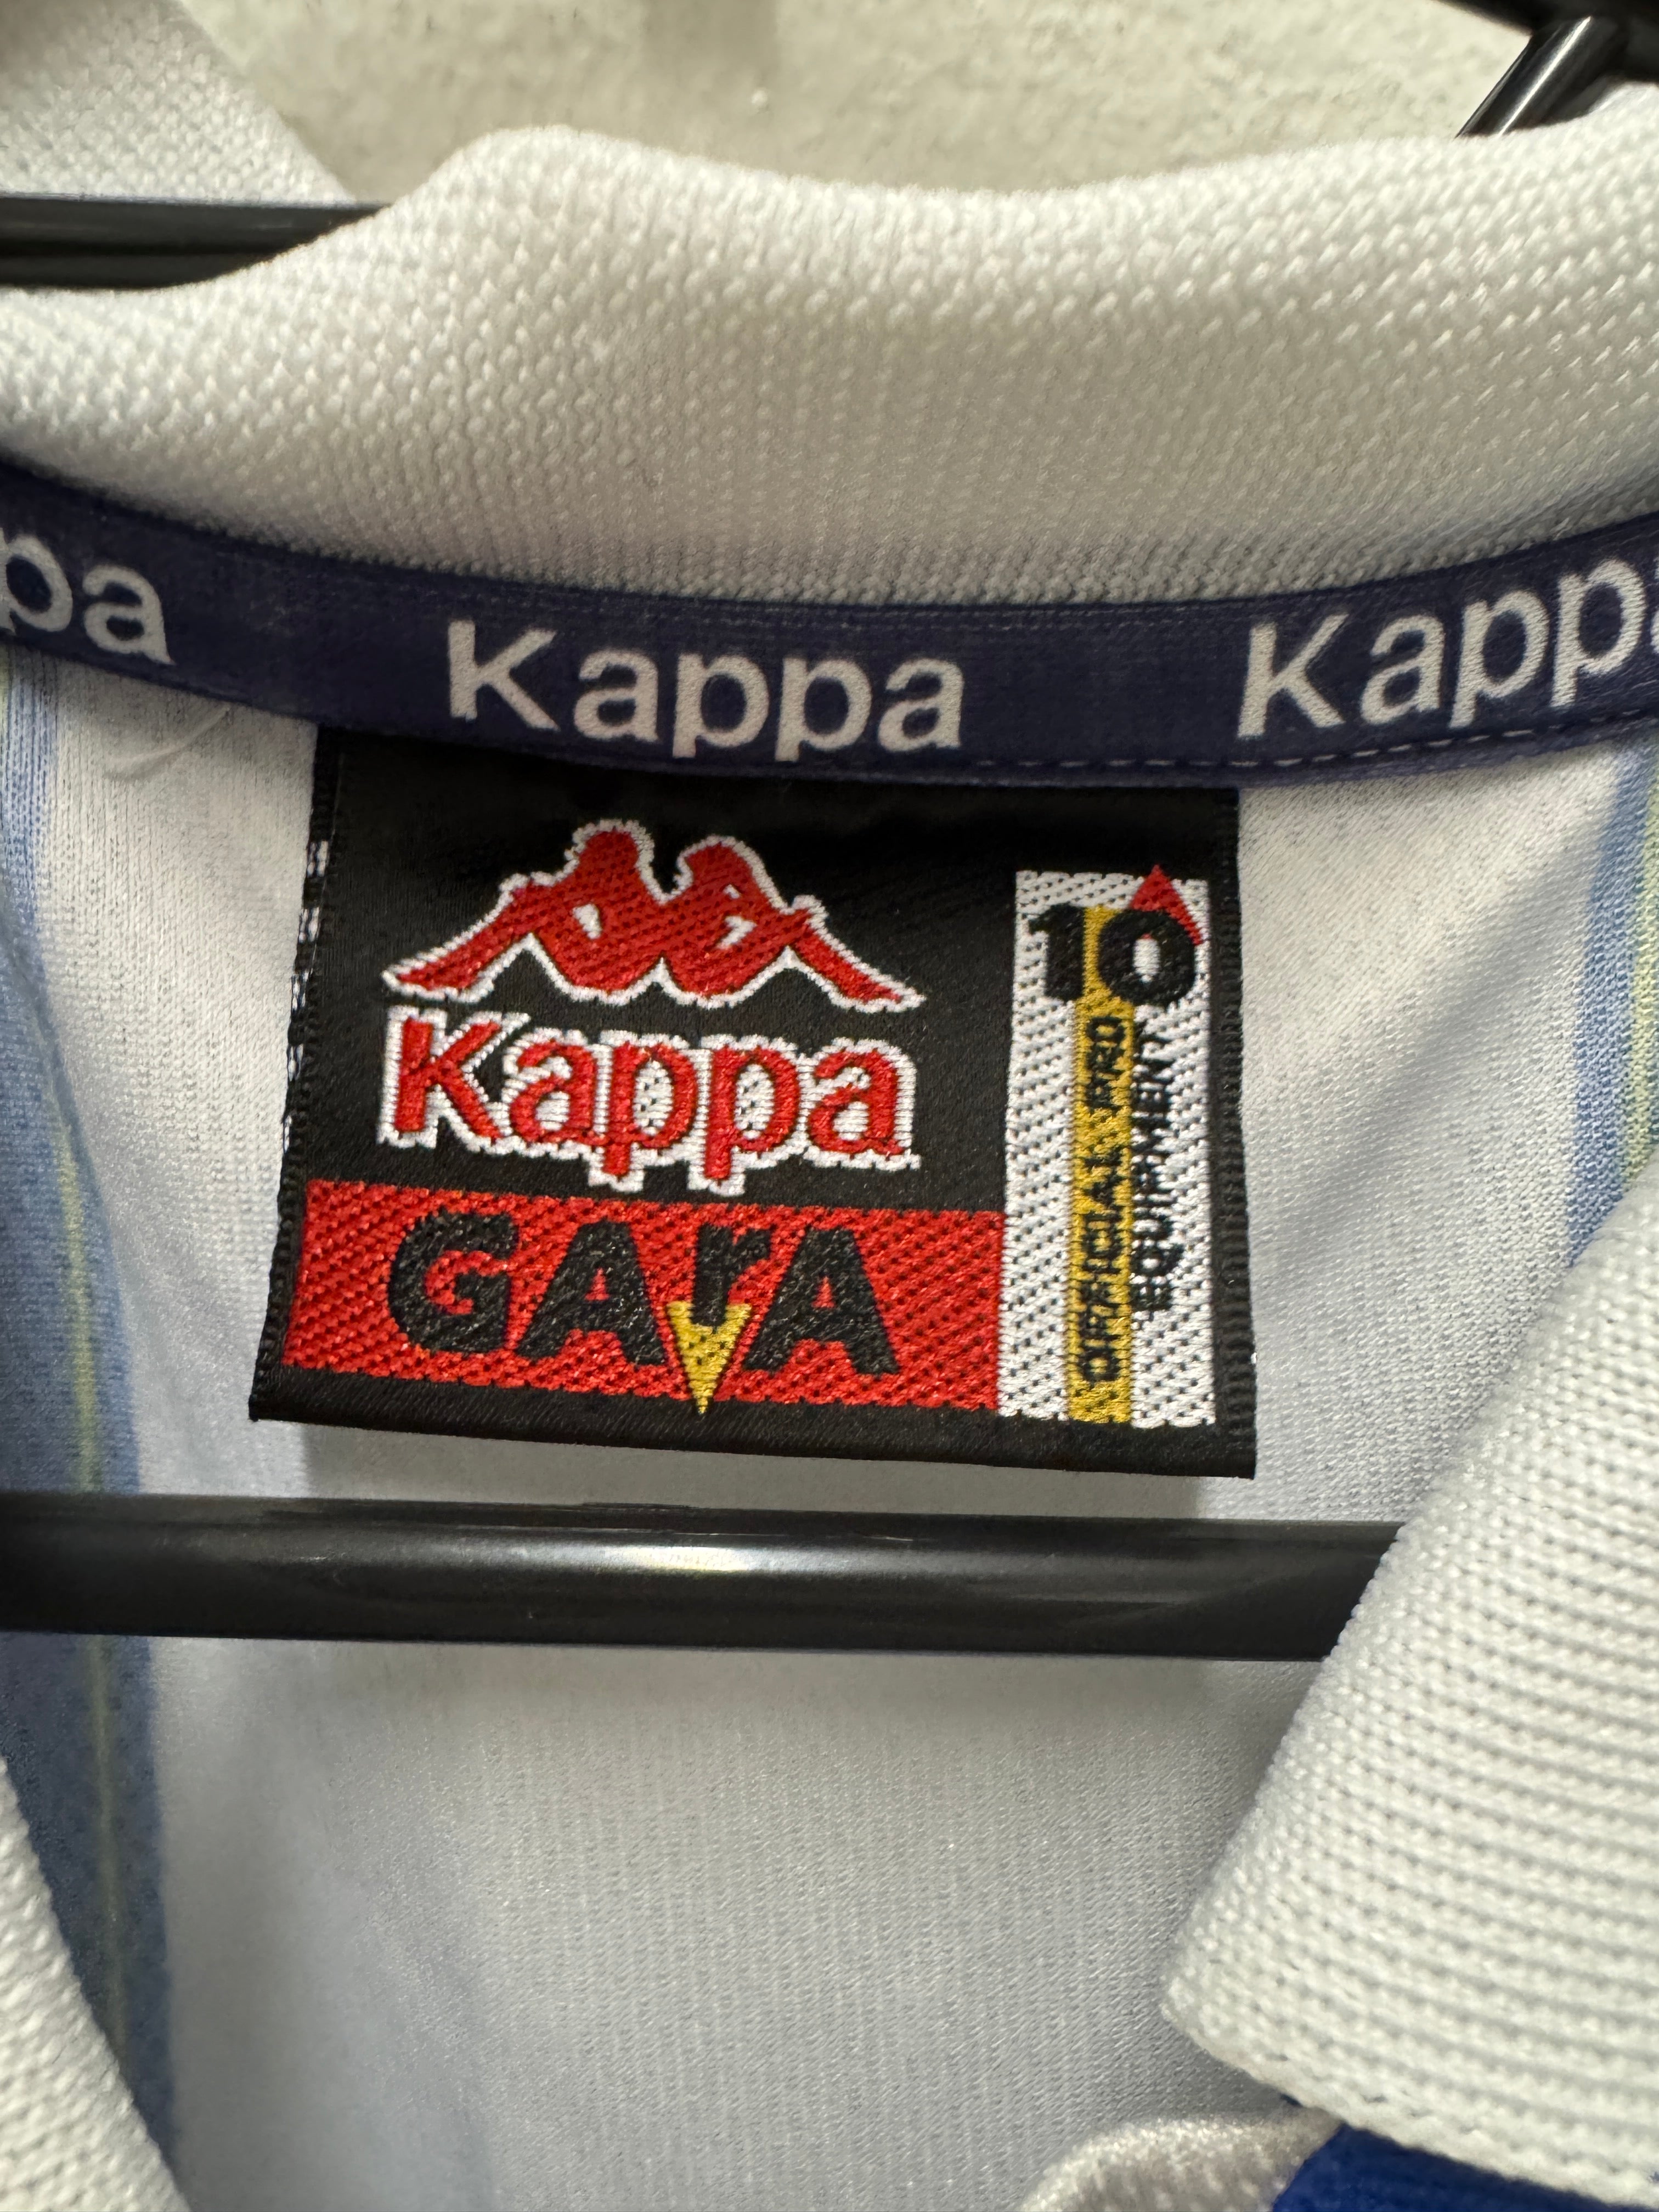 pa Kappa Kapp
Kappa
GArA
10
OFFICIAL PRO
EQUIPMENT